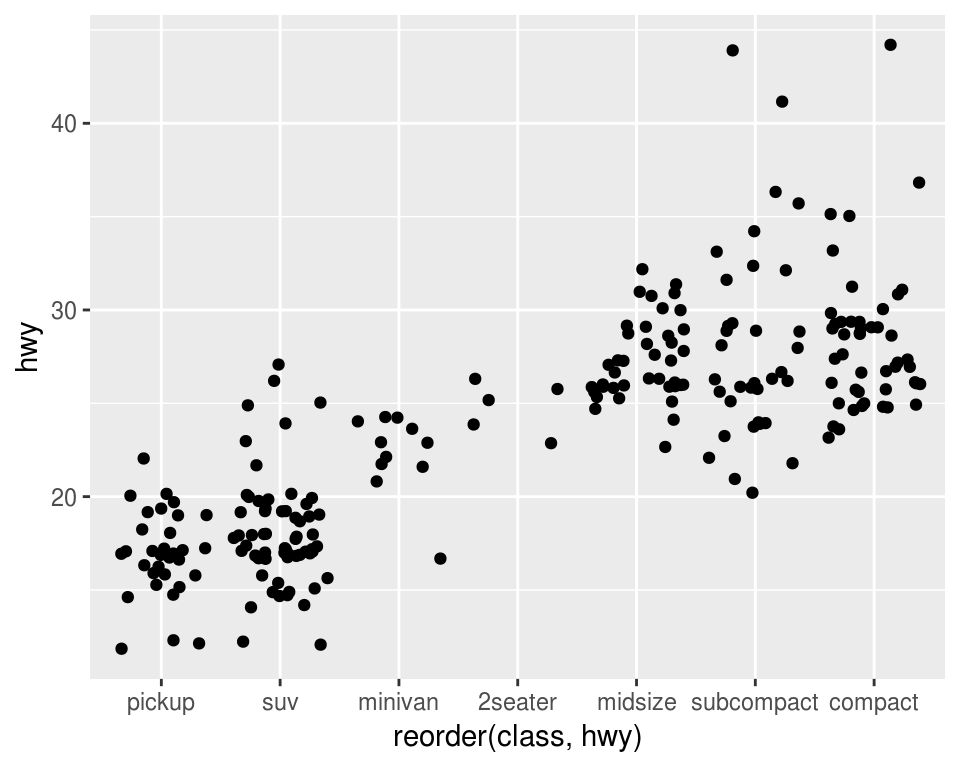 40
30
20
hwy
pickup suv minivan 2seater midsize subcompact compact
reorder(class, hwy)